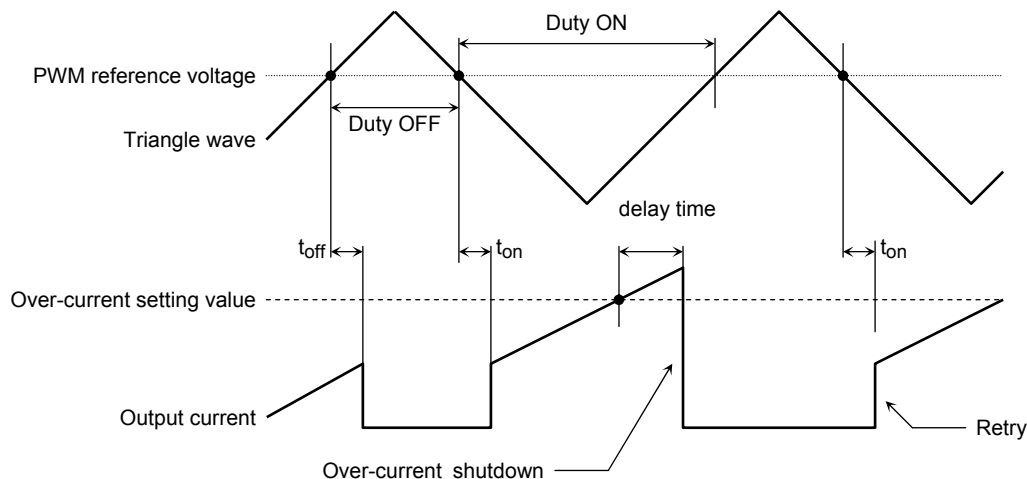 Duty ON
PWM reference voltage
Duty OFF
Triangle wave
delay time
toff
ton
ton
Over-current setting value
Output current
Retry
Over-current shutdown